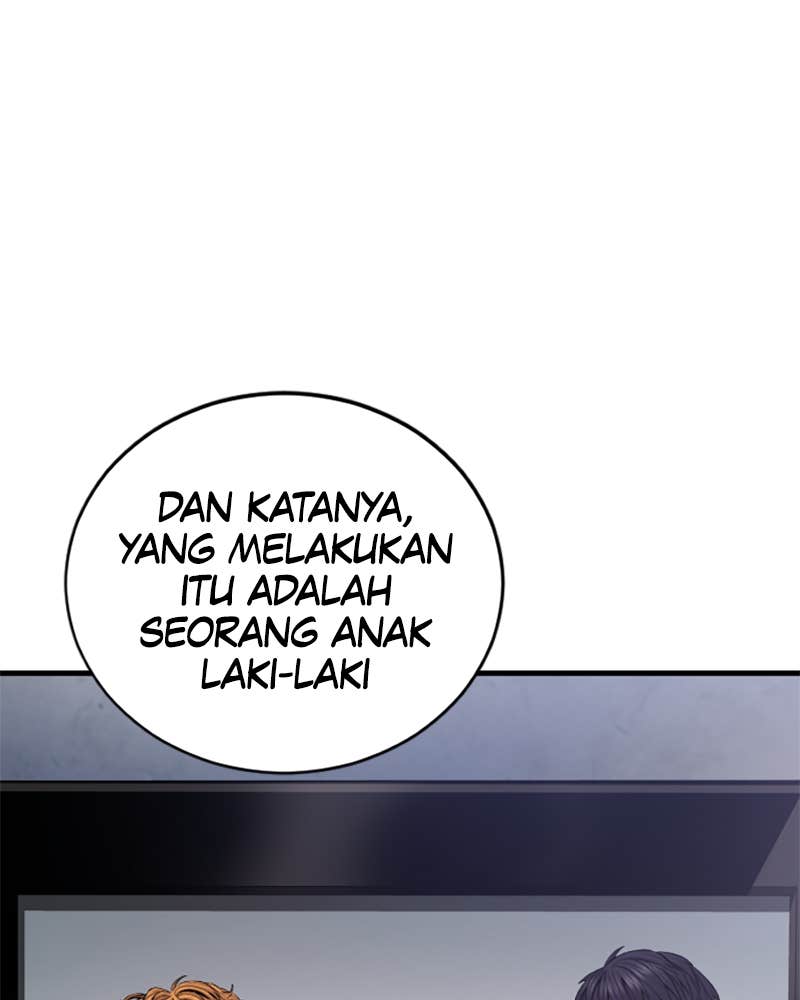 DAN KATANYA,
YANG MELAKUKAN
ITU ADALAH
SEORANG ANAK
LAKI-LAKI